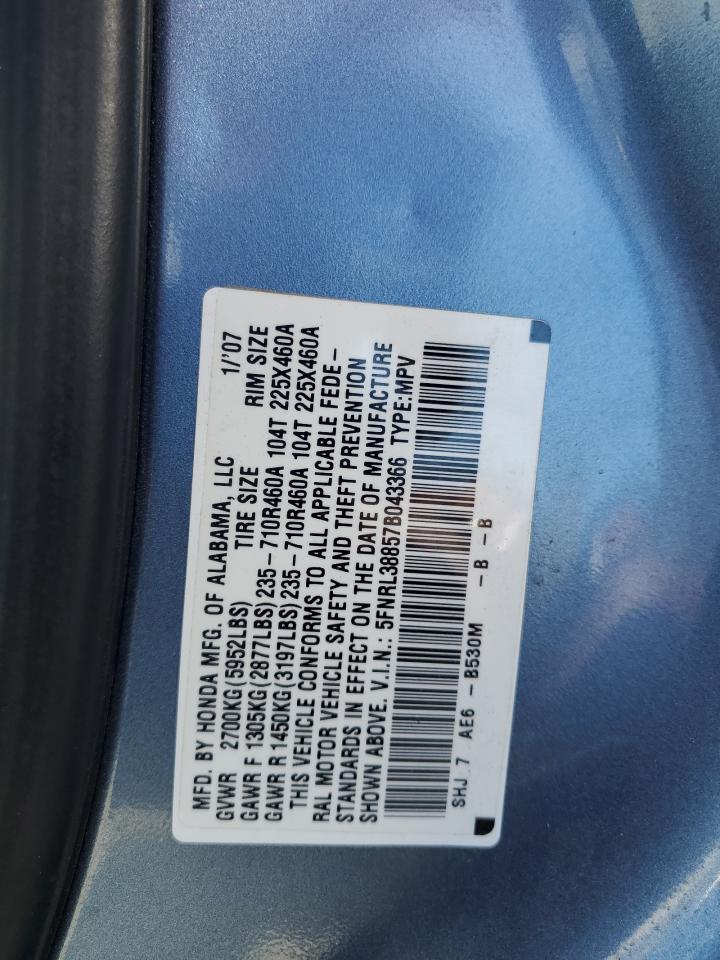 MFD. BY HONDA MFG. OF ALABAMA, LLC 1/'07
GVWR 2700KG(5952LBS) TIRE SIZE RIM SIZE
GAWR F 1305KG(2877LBS)235-710R460A 104T 225X460A
GAWR R 1450KG(3197LBS)235-710R460A 104T 225X460A
THIS VEHICLE CONFORMS TO ALL APPLICABLE FEDE-
RAL MOTOR VEHICLE SAFETY AND THEFT PREVENTION
STANDARDS IN EFFECT ON THE DATE OF MANUFACTURE
SHOWN ABOVE. V.I.N.: 5FNRL38857B043366 TYPE:MPV
SHJ 7 AE6 - B530M - B - B